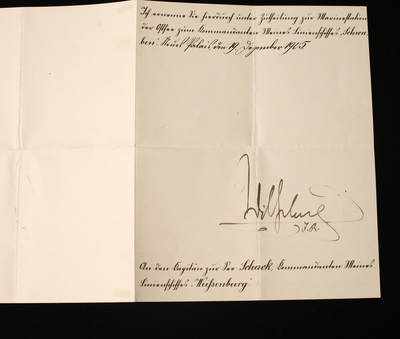 Ich ernenne Sie hierdurch unter Zutheilung zur Marinestation
der Ostsee zum Kommandanten Meines Linienschiffes „Schwa-
ben“. Neues Palais, den 19. Dezember 1905
Wilhelm
I.R.
An den Kapitän zur See Schack, Kommandanten Meines
Linienschiffes „Weißenburg“